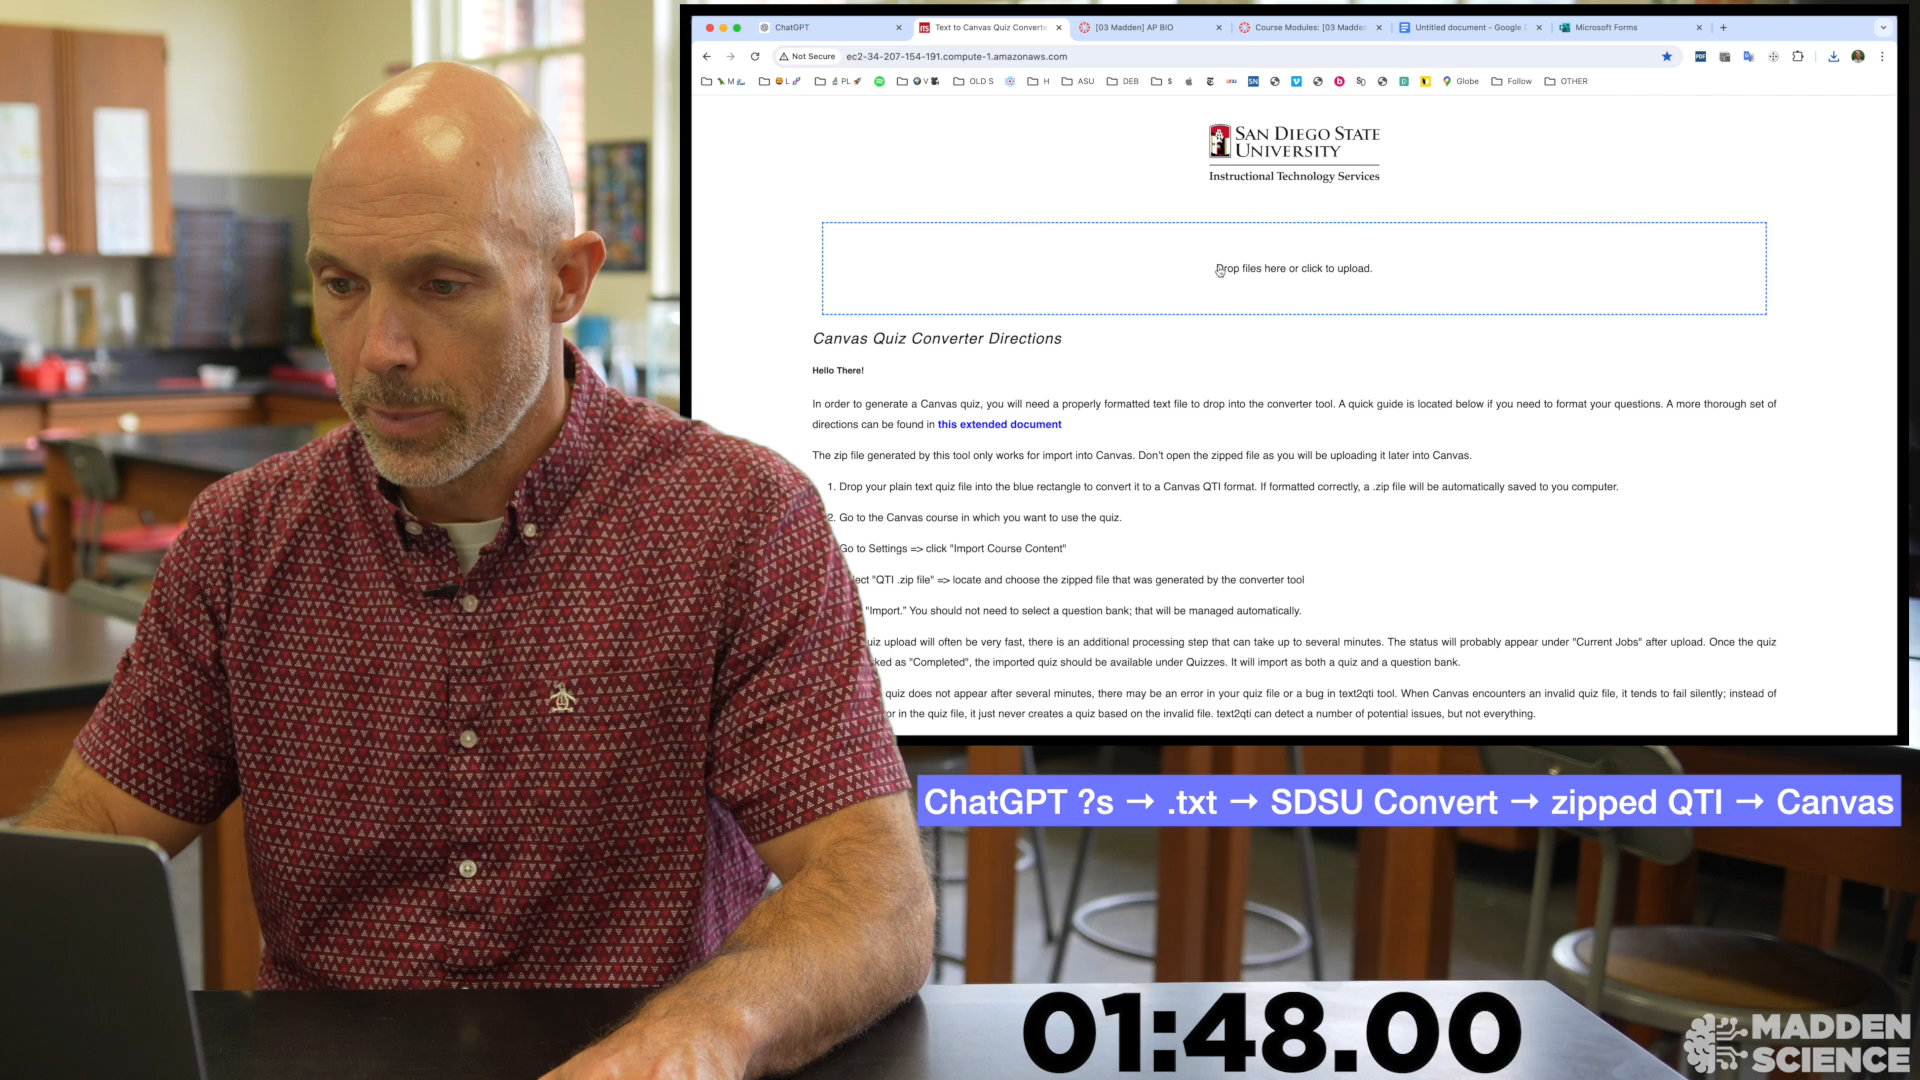 ChatGPT
Text to Canvas Quiz Converte
[03 Madden] AP BIO
Course Modules: [03 Madde
Untitled document - Google
Microsoft Forms
Not Secure
ec2-34-207-154-191.compute-1.amazonaws.com
M
L
PL
V
OLD S
H
ASU
DEB
$
SN
Globe
Follow
OTHER
SAN DIEGO STATE
UNIVERSITY
Instructional Technology Services
Drop files here or click to upload.
Canvas Quiz Converter Directions
Hello There!
In order to generate a Canvas quiz, you will need a properly formatted text file to drop into the converter tool. A quick guide is located below if you need to format your questions. A more thorough set of
directions can be found in this extended document
The zip file generated by this tool only works for import into Canvas. Don't open the zipped file as you will be uploading it later into Canvas.
1. Drop your plain text quiz file into the blue rectangle to convert it to a Canvas QTI format. If formatted correctly, a .zip file will be automatically saved to you computer.
2. Go to the Canvas course in which you want to use the quiz.
Go to Settings => click "Import Course Content"
ect "QTI .zip file" => locate and choose the zipped file that was generated by the converter tool
"Import." You should not need to select a question bank; that will be managed automatically.
uiz upload will often be very fast, there is an additional processing step that can take up to several minutes. The status will probably appear under "Current Jobs" after upload. Once the quiz
ked as "Completed", the imported quiz should be available under Quizzes. It will import as both a quiz and a question bank.
quiz does not appear after several minutes, there may be an error in your quiz file or a bug in text2qti tool. When Canvas encounters an invalid quiz file, it tends to fail silently; instead of
or in the quiz file, it just never creates a quiz based on the invalid file. text2qti can detect a number of potential issues, but not everything.
ChatGPT ?s → .txt → SDSU Convert → zipped QTI → Canvas
01:48.00
MADDEN
SCIENCE